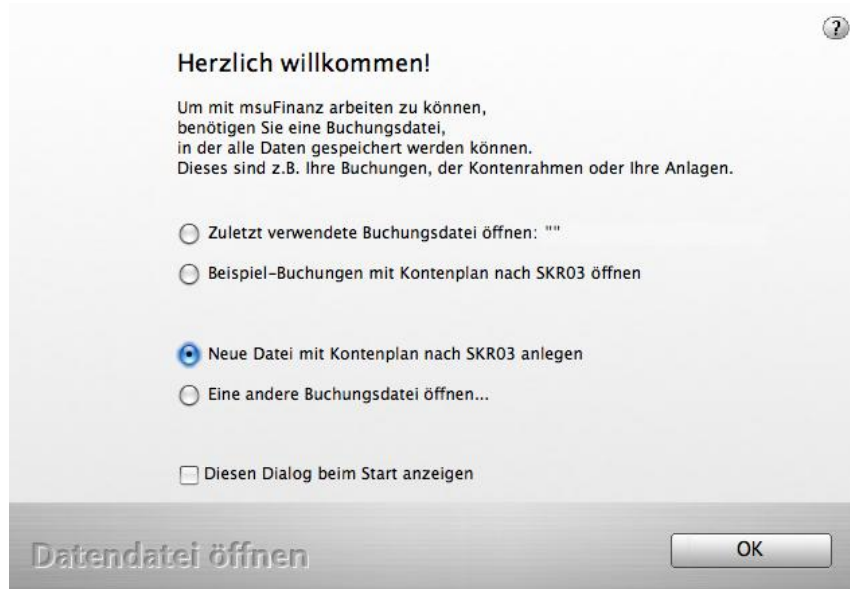 ?
Herzlich willkommen!
Um mit msuFinanz arbeiten zu können,
benötigen Sie eine Buchungsdatei,
in der alle Daten gespeichert werden können.
Dieses sind z.B. Ihre Buchungen, der Kontenrahmen oder Ihre Anlagen.
Zuletzt verwendete Buchungsdatei öffnen: ""
Beispiel-Buchungen mit Kontenplan nach SKR03 öffnen
Neue Datei mit Kontenplan nach SKR03 anlegen
Eine andere Buchungsdatei öffnen...
Diesen Dialog beim Start anzeigen
Datendatei öffnen
OK